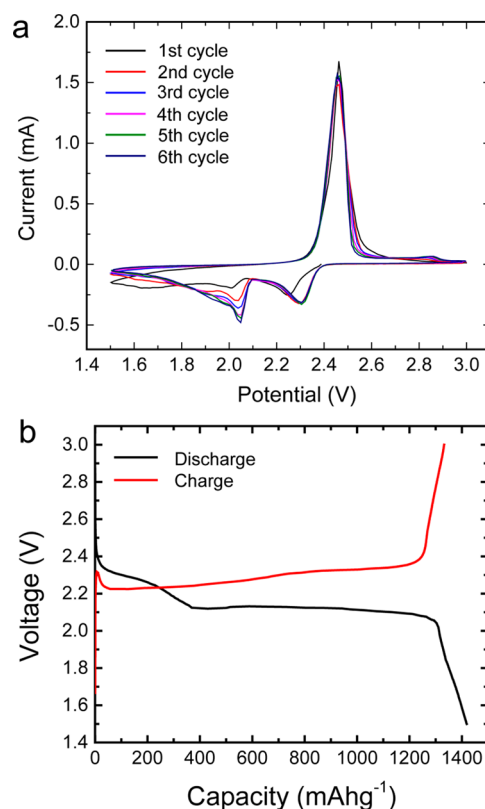 a
2.0
1.5
1.0
0.5
0.0
-0.5
Current (mA)
1st cycle
2nd cycle
3rd cycle
4th cycle
5th cycle
6th cycle
1.4 1.6 1.8 2.0 2.2 2.4 2.6 2.8 3.0
Potential (V)
b
3.0
2.8
2.6
2.4
2.2
2.0
1.8
1.6
1.4
Voltage (V)
Discharge
Charge
0 200 400 600 800 1000 1200 1400
Capacity (mAhg⁻¹)